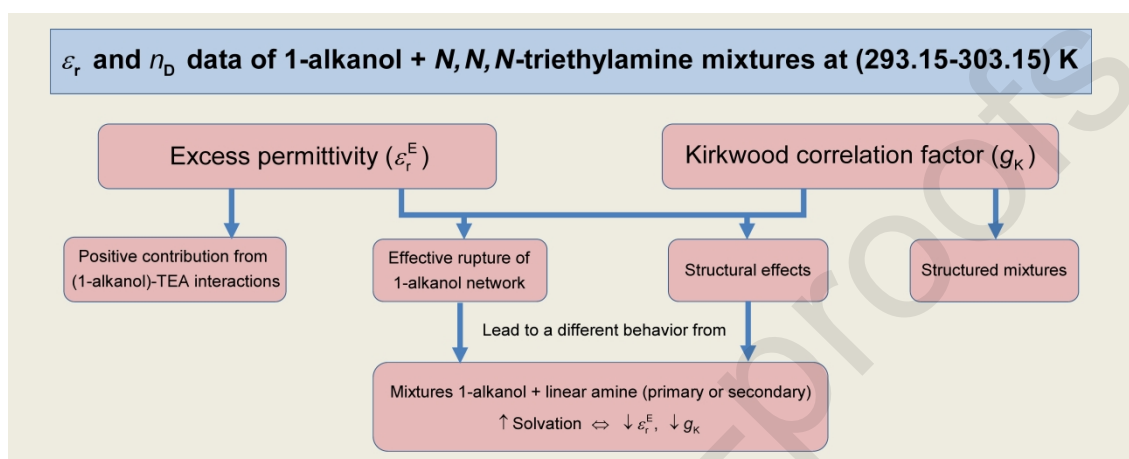 εr and nD data of 1-alkanol + N,N,N-triethylamine mixtures at (293.15-303.15) K
Excess permittivity (εrE)
Kirkwood correlation factor (gK)
Positive contribution from
(1-alkanol)-TEA interactions
Effective rupture of
1-alkanol network
Structural effects
Structured mixtures
Lead to a different behavior from
Mixtures 1-alkanol + linear amine (primary or secondary)
↑ Solvation ⇔ ↓ εrE, ↓ gK